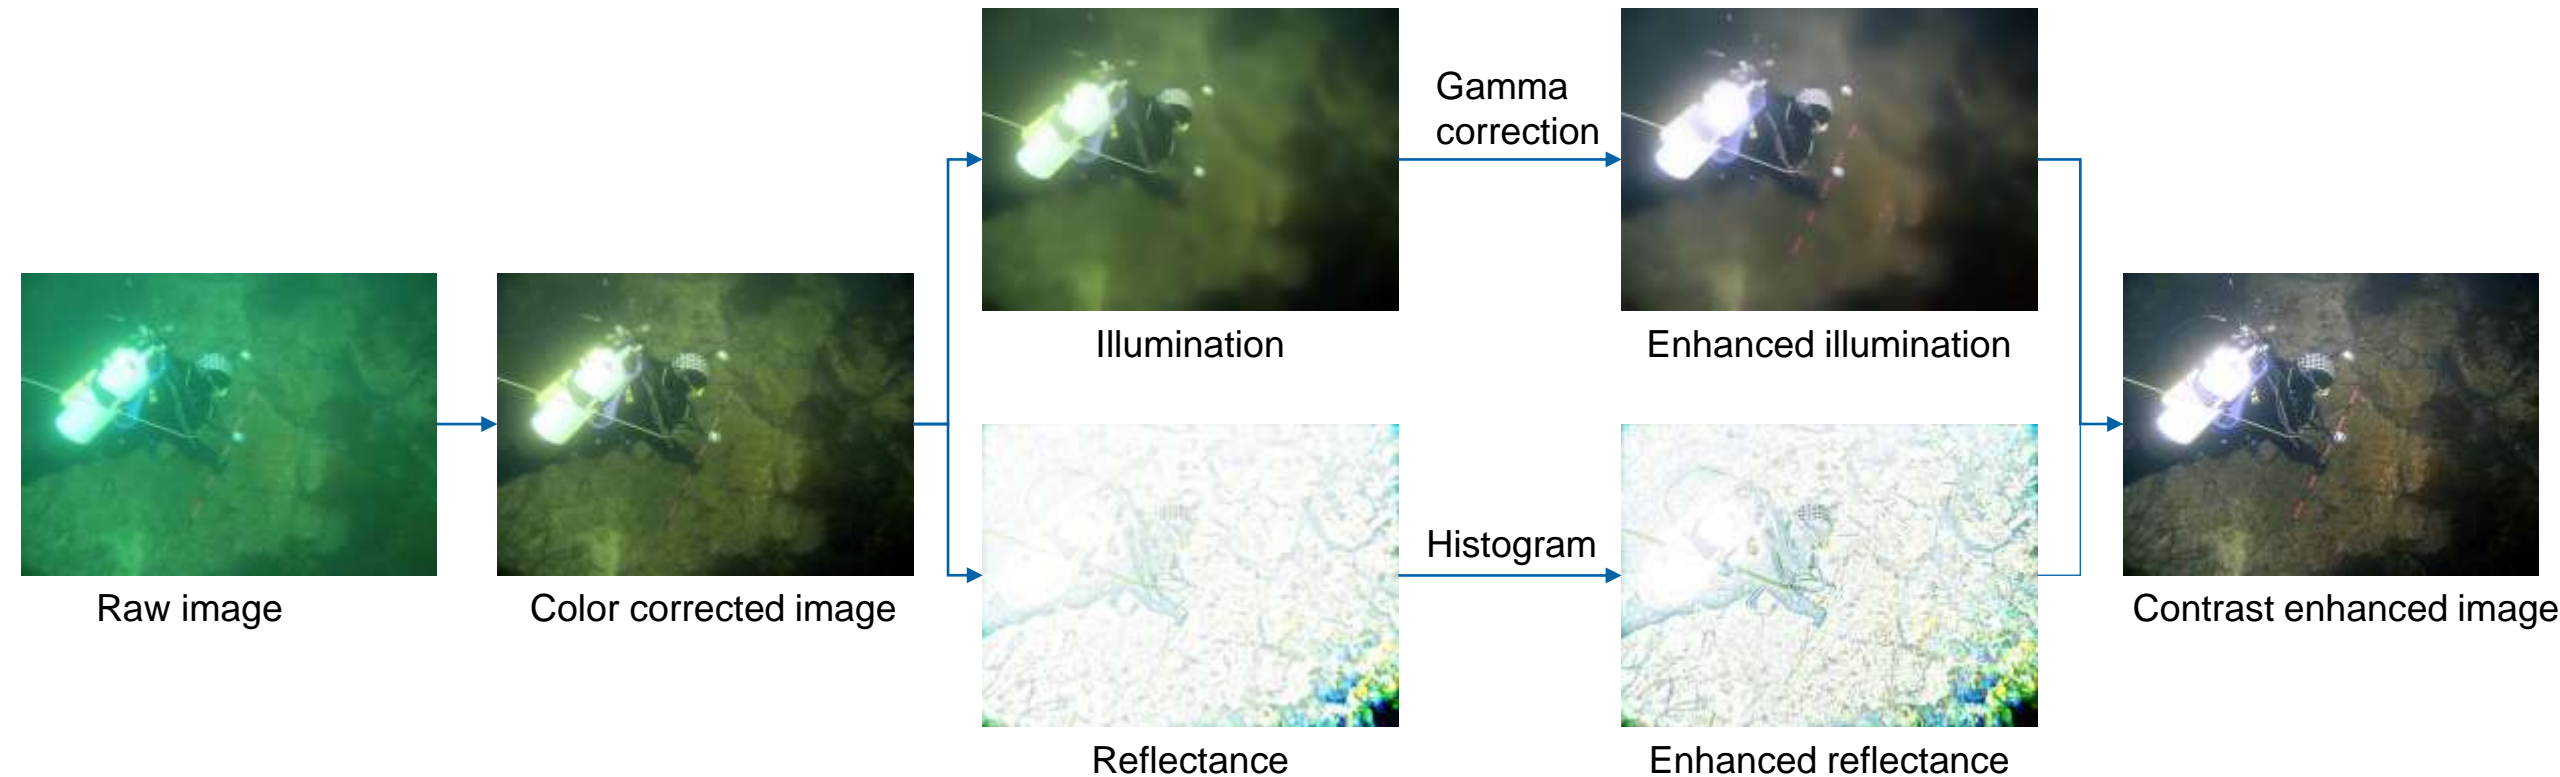 Gamma
correction
Illumination
Enhanced illumination
Raw image
Color corrected image
Histogram
Contrast enhanced image
Reflectance
Enhanced reflectance